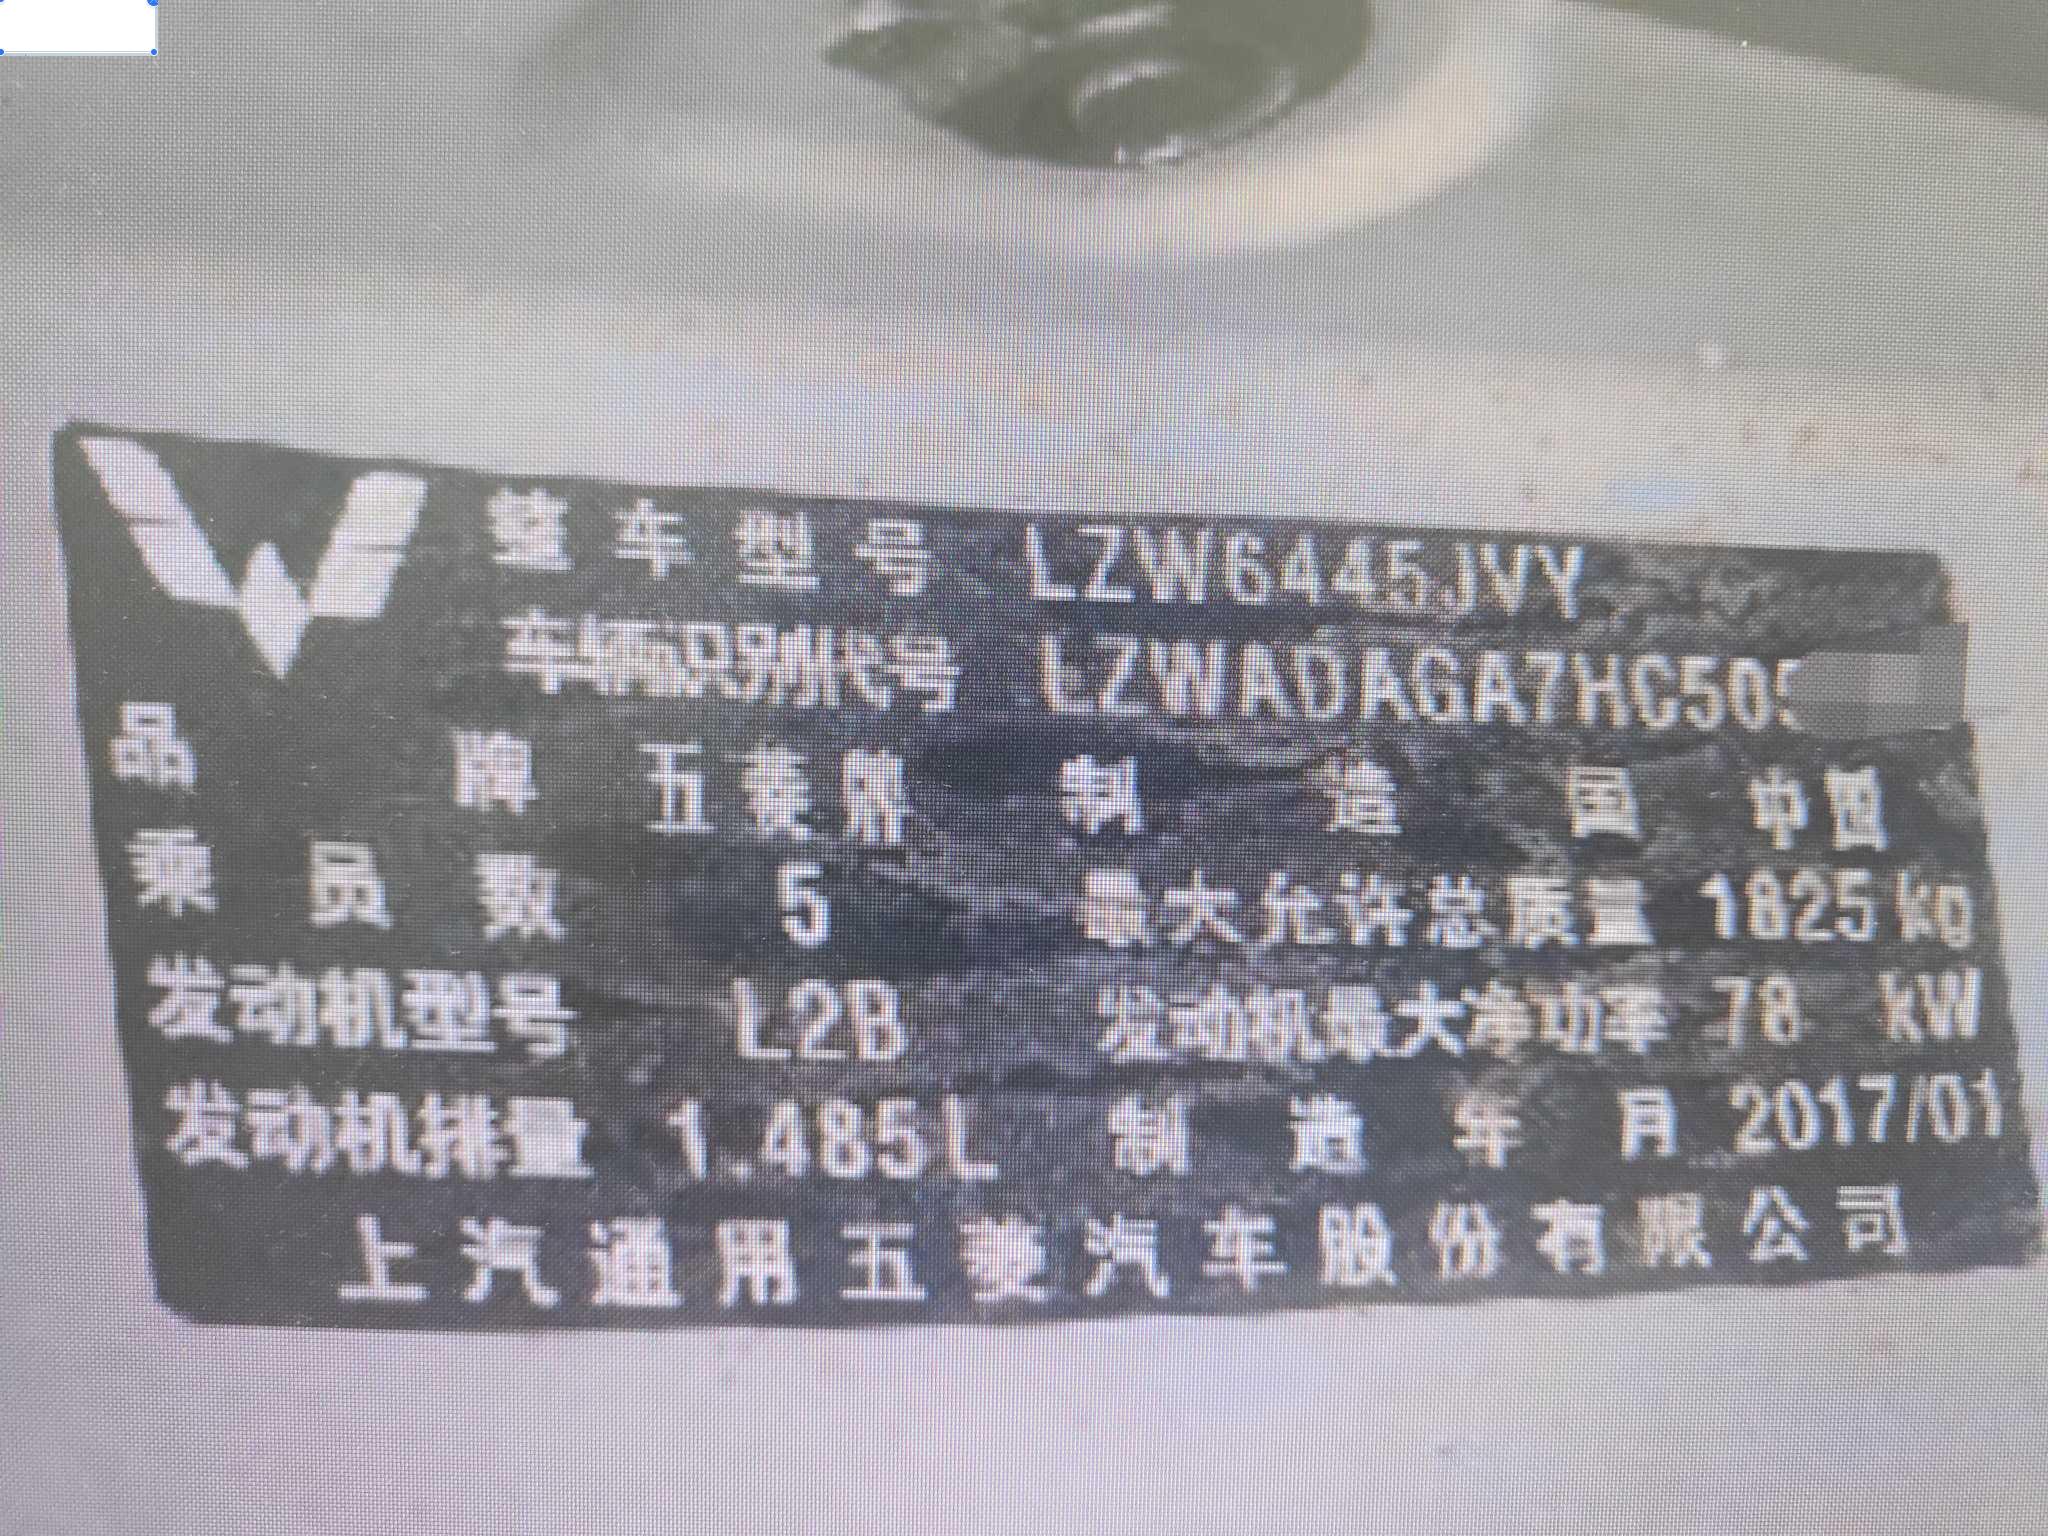 整车型号 LZW6445JVY
车辆识别代号 LZWADAGA7HC50
品牌 五菱牌 制造国 中国
乘员数 5 最大允许总质量 1825 kg
发动机型号 L2B 发动机最大净功率 78 kW
发动机排量 1.485L 制造年月 2017/01
上汽通用五菱汽车股份有限公司